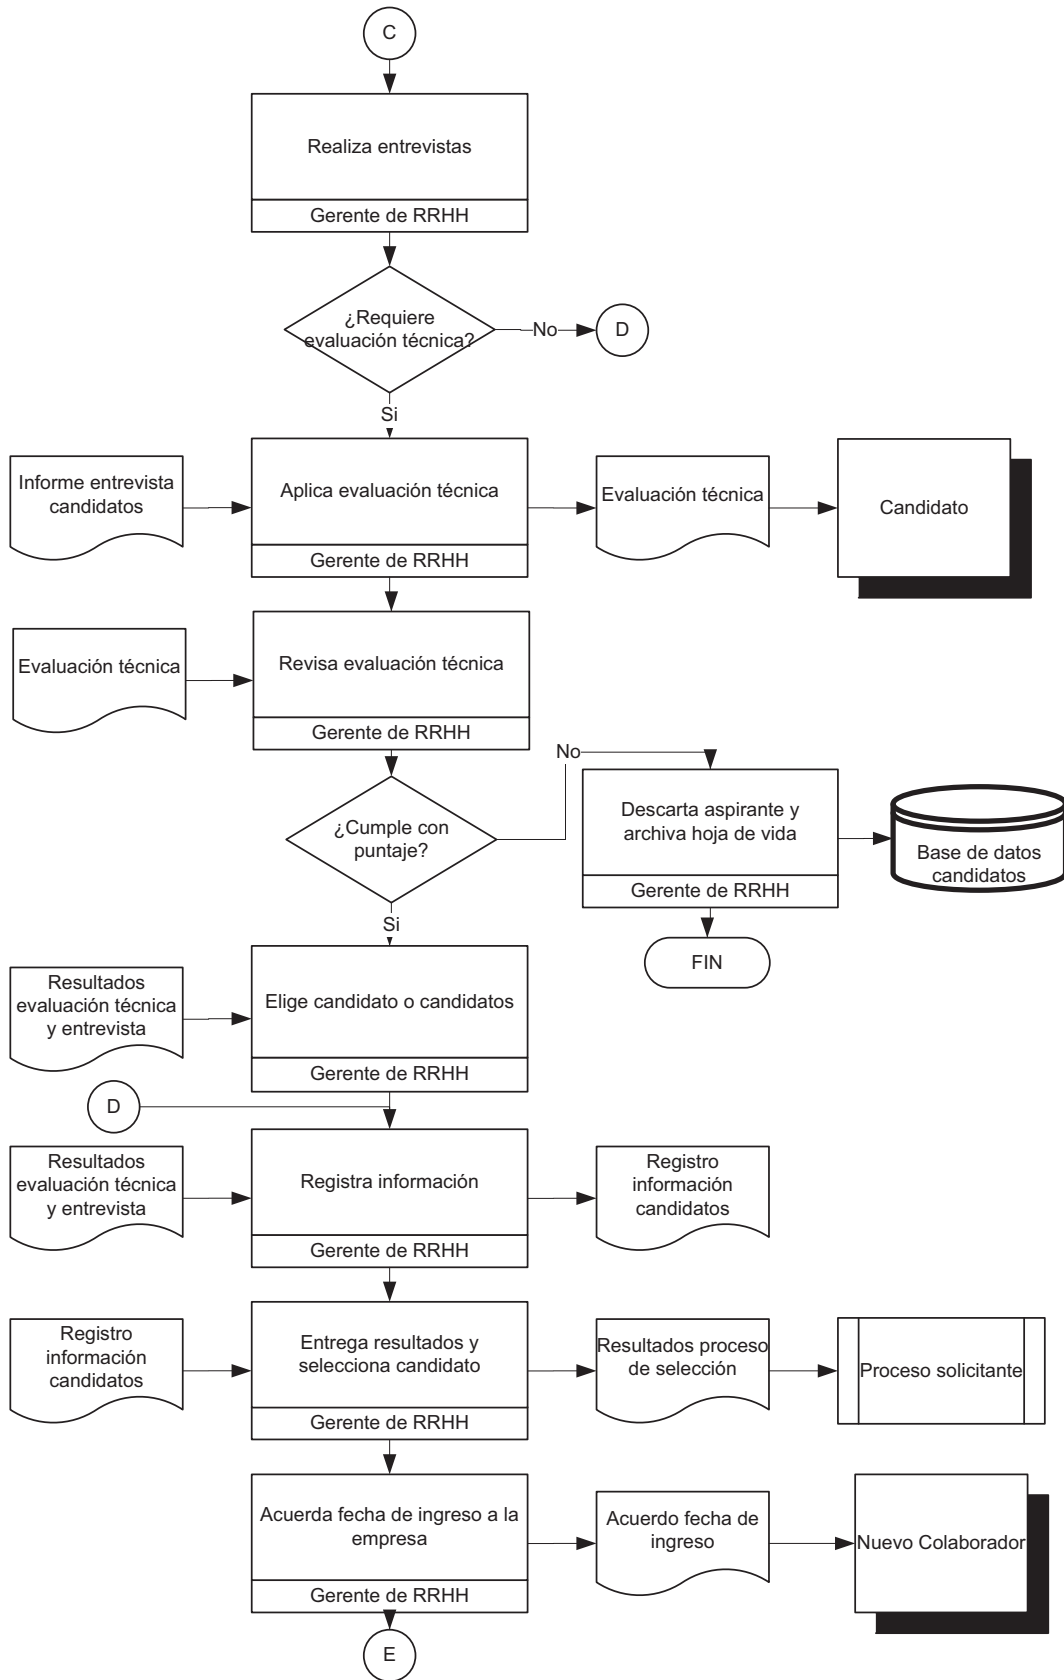 C
Realiza entrevistas
Gerente de RRHH
¿Requiere
evaluación técnica?
No
D
Si
Informe entrevista
candidatos
Aplica evaluación técnica
Gerente de RRHH
Evaluación técnica
Candidato
Evaluación técnica
Revisa evaluación técnica
Gerente de RRHH
¿Cumple con
puntaje?
No
Descarta aspirante y
archiva hoja de vida
Gerente de RRHH
Base de datos
candidatos
FIN
Si
Resultados
evaluación técnica
y entrevista
Elige candidato o candidatos
Gerente de RRHH
D
Resultados
evaluación técnica
y entrevista
Registra información
Gerente de RRHH
Registro
información
candidatos
Registro
información
candidatos
Entrega resultados y
selecciona candidato
Gerente de RRHH
Resultados proceso
de selección
Proceso solicitante
Acuerda fecha de ingreso a la
empresa
Gerente de RRHH
Acuerdo fecha de
ingreso
Nuevo Colaborador
E